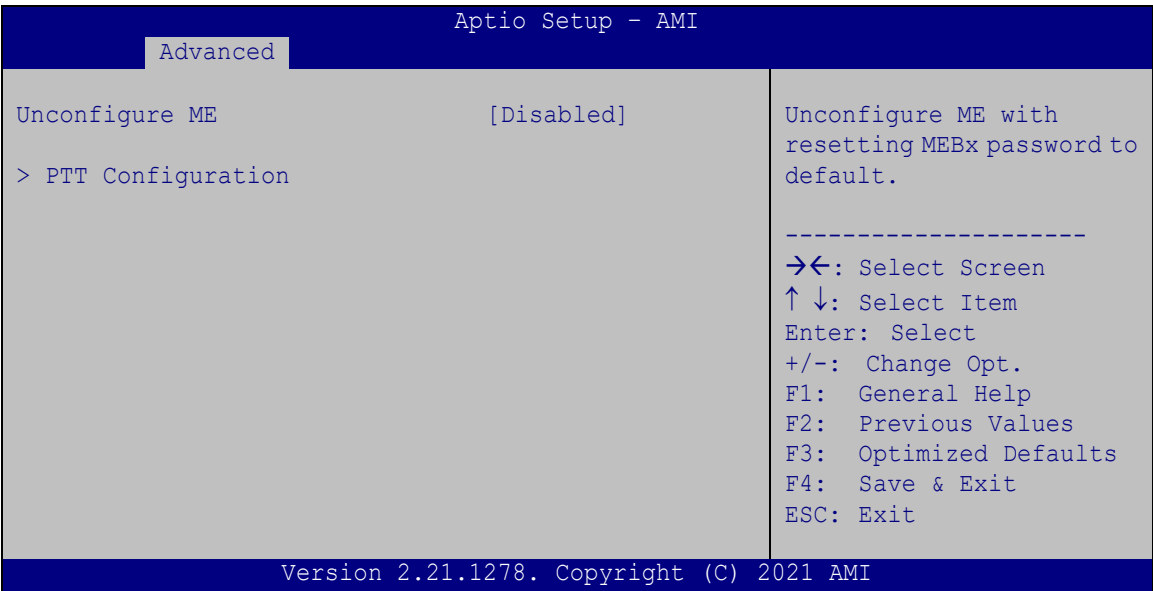 Aptio Setup – AMI
Advanced
Unconfigure ME [Disabled]
> PTT Configuration
Unconfigure ME with
resetting MEBx password to
default.
---------------------
→←: Select Screen
↑ ↓: Select Item
Enter: Select
+/-: Change Opt.
F1: General Help
F2: Previous Values
F3: Optimized Defaults
F4: Save & Exit
ESC: Exit
Version 2.21.1278. Copyright (C) 2021 AMI